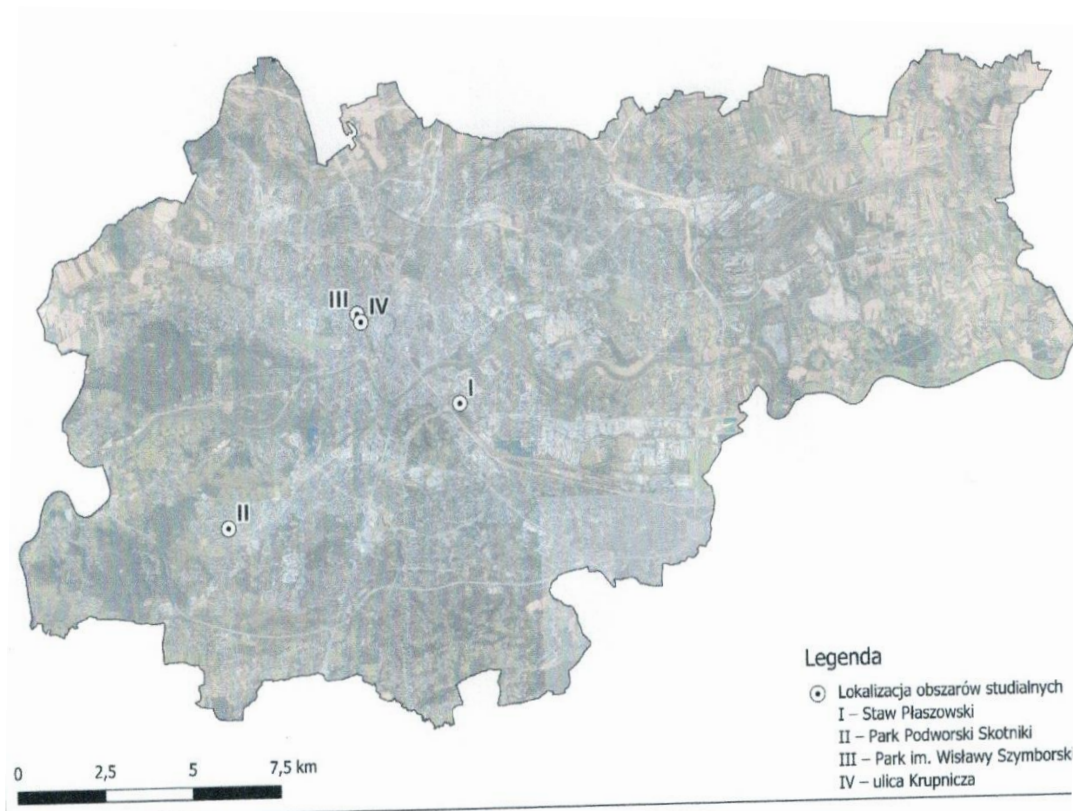 III IV
I
II
Legenda
Lokalizacja obszarów studialnych
I – Staw Płaszowski
II – Park Podworski Skotniki
III – Park im. Wisławy Szymborski
IV – ulica Krupnicza
0 2,5 5 7,5 km